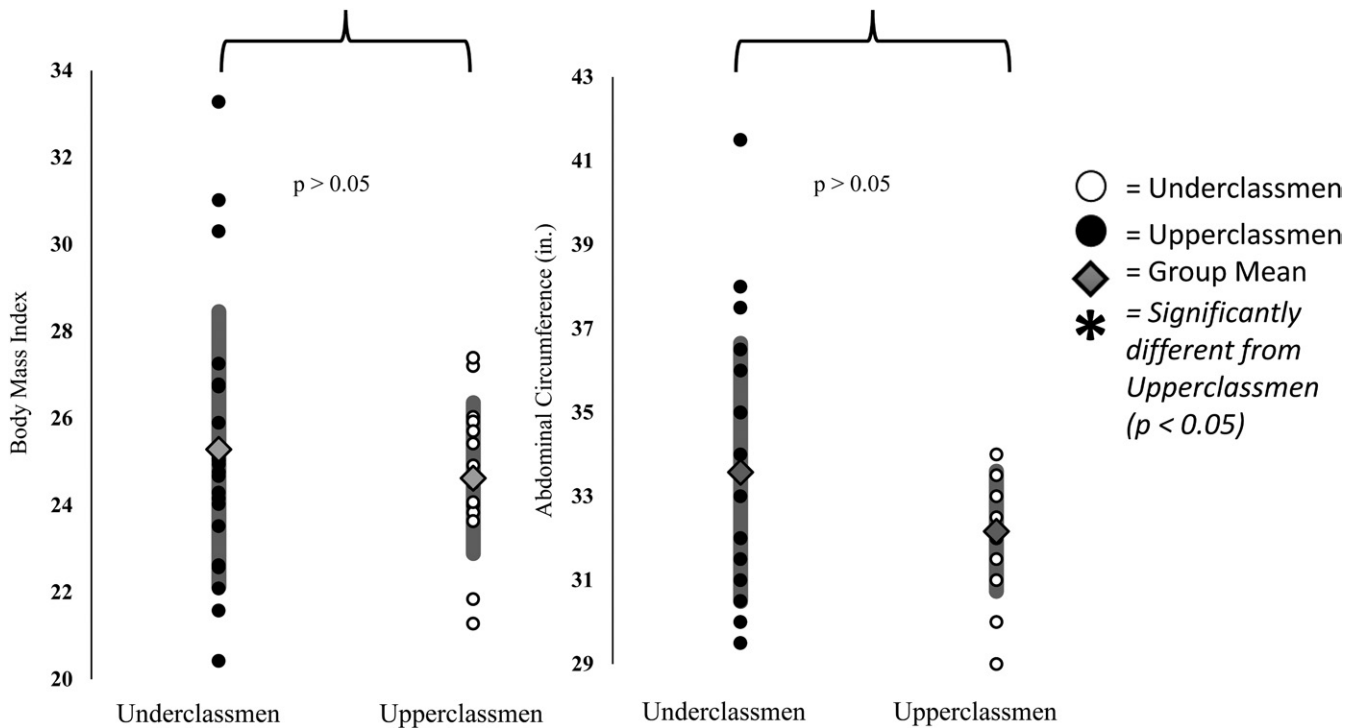 34
32
30
28
26
24
22
20
Body Mass Index
p > 0.05
Underclassmen
Upperclassmen
43
41
39
37
35
33
31
29
Abdominal Circumference (in.)
p > 0.05
Underclassmen
Upperclassmen
= Underclassmen
= Upperclassmen
= Group Mean
* = Significantly
different from
Upperclassmen
(p < 0.05)